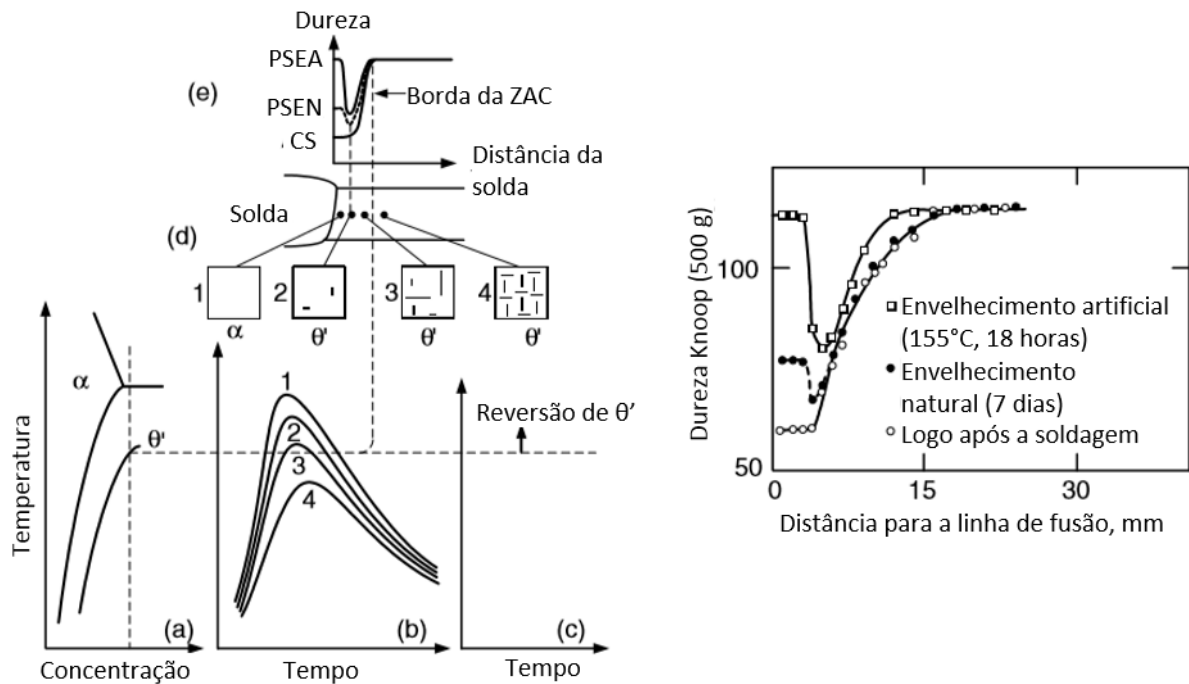 Dureza
PSEA
(e)
Borda da ZAC
PSEN
CS
Distância da
solda
Solda
(d)
1
2
3
4
α
θ'
θ'
θ'
α
θ'
Temperatura
(a)
Concentração
1
2
3
4
(b)
Tempo
Reversão de θ’
(c)
Tempo
Dureza Knoop (500 g)
100
50
Envelhecimento artificial
(155°C, 18 horas)
Envelhecimento
natural (7 dias)
Logo após a soldagem
0
15
30
Distância para a linha de fusão, mm